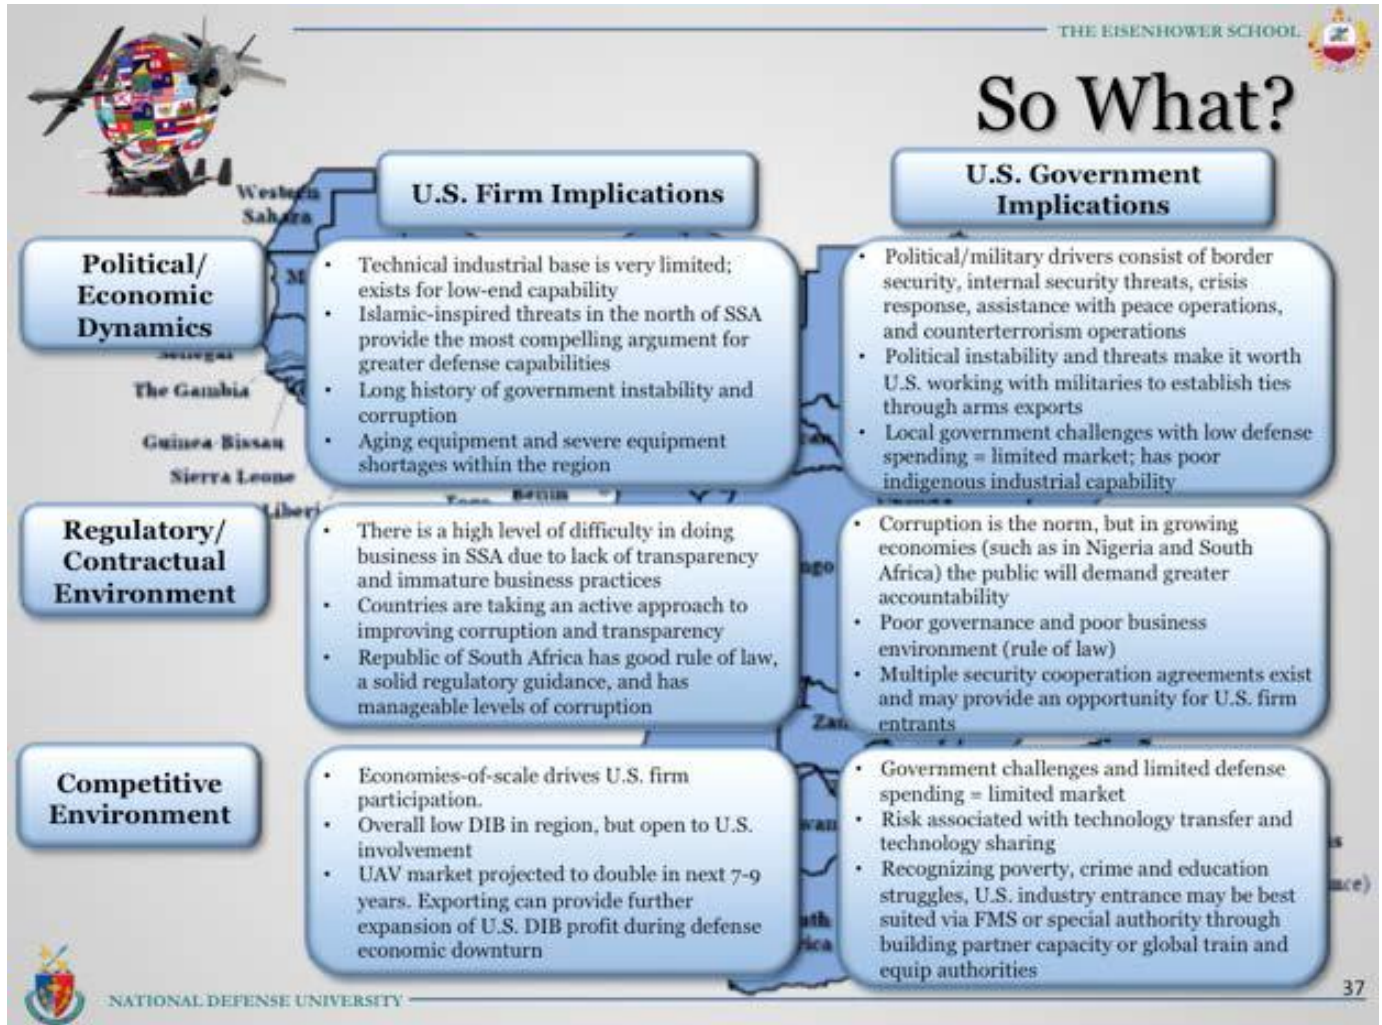 THE EISENHOWER SCHOOL
So What?
U.S. Firm Implications
U.S. Government
Implications
Western
Sahara
Political/
Economic
Dynamics
• Technical industrial base is very limited;
exists for low-end capability
• Islamic-inspired threats in the north of SSA
provide the most compelling argument for
greater defense capabilities
• Long history of government instability and
corruption
• Aging equipment and severe equipment
shortages within the region
• Political/military drivers consist of border
security, internal security threats, crisis
response, assistance with peace operations,
and counterterrorism operations
• Political instability and threats make it worth
U.S. working with militaries to establish ties
through arms exports
• Local government challenges with low defense
spending = limited market; has poor
indigenous industrial capability
Senegal
The Gambia
Guinea-Bissau
Sierra Leone
Benin
Regulatory/
Contractual
Environment
• There is a high level of difficulty in doing
business in SSA due to lack of transparency
and immature business practices
• Countries are taking an active approach to
improving corruption and transparency
• Republic of South Africa has good rule of law,
a solid regulatory guidance, and has
manageable levels of corruption
• Corruption is the norm, but in growing
economies (such as in Nigeria and South
Africa) the public will demand greater
accountability
• Poor governance and poor business
environment (rule of law)
• Multiple security cooperation agreements exist
and may provide an opportunity for U.S. firm
entrants
Competitive
Environment
• Economies-of-scale drives U.S. firm
participation.
• Overall low DIB in region, but open to U.S.
involvement
• UAV market projected to double in next 7-9
years. Exporting can provide further
expansion of U.S. DIB profit during defense
economic downturn
• Government challenges and limited defense
spending = limited market
• Risk associated with technology transfer and
technology sharing
• Recognizing poverty, crime and education
struggles, U.S. industry entrance may be best
suited via FMS or special authority through
building partner capacity or global train and
equip authorities
NATIONAL DEFENSE UNIVERSITY
37